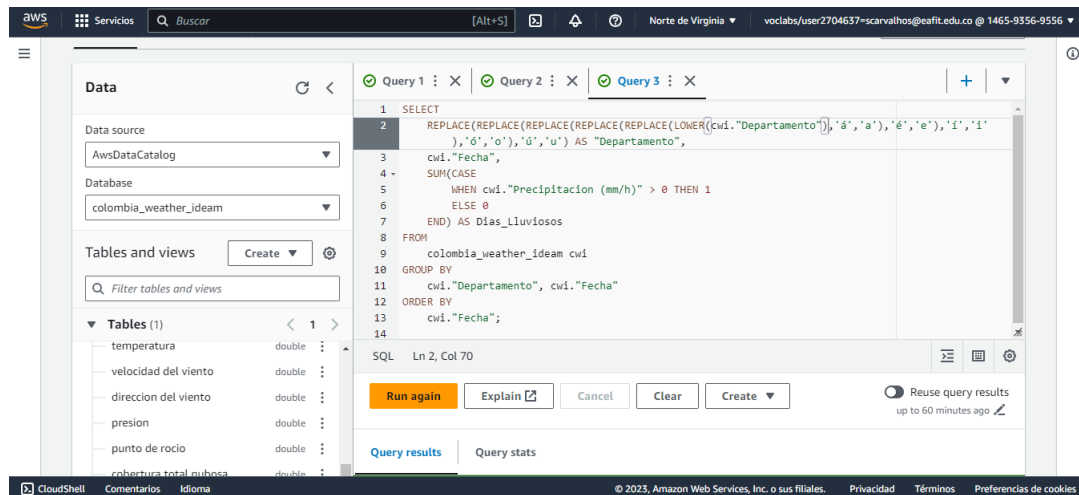 aws
Servicios
Buscar
[Alt+S]
Norte de Virginia
voclabs/user2704637=scarvalhos@eafit.edu.co @ 1465-9356-9556
Data
Data source
AwsDataCatalog
Database
colombia_weather_ideam
Tables and views
Create
Filter tables and views
Tables (1)
1
temperatura double
velocidad del viento double
direccion del viento double
presion double
punto de rocio double
cobertura total nubosa double
Query 1
Query 2
Query 3
1 SELECT
2 REPLACE(REPLACE(REPLACE(REPLACE(REPLACE(LOWER(cwi."Departamento"),'á','a'),'é','e'),'í','i'
),'ó','o'),'ú','u') AS "Departamento",
3 cwi."Fecha",
4 SUM(CASE
5 WHEN cwi."Precipitacion (mm/h)" > 0 THEN 1
6 ELSE 0
7 END) AS Dias_Lluviosos
8 FROM
9 colombia_weather_ideam cwi
10 GROUP BY
11 cwi."Departamento", cwi."Fecha"
12 ORDER BY
13 cwi."Fecha";
14
SQL Ln 2, Col 70
Run again
Explain
Cancel
Clear
Create
Reuse query results
up to 60 minutes ago
Query results
Query stats
CloudShell Comentarios Idioma
© 2023, Amazon Web Services, Inc. o sus filiales. Privacidad Términos Preferencias de cookies